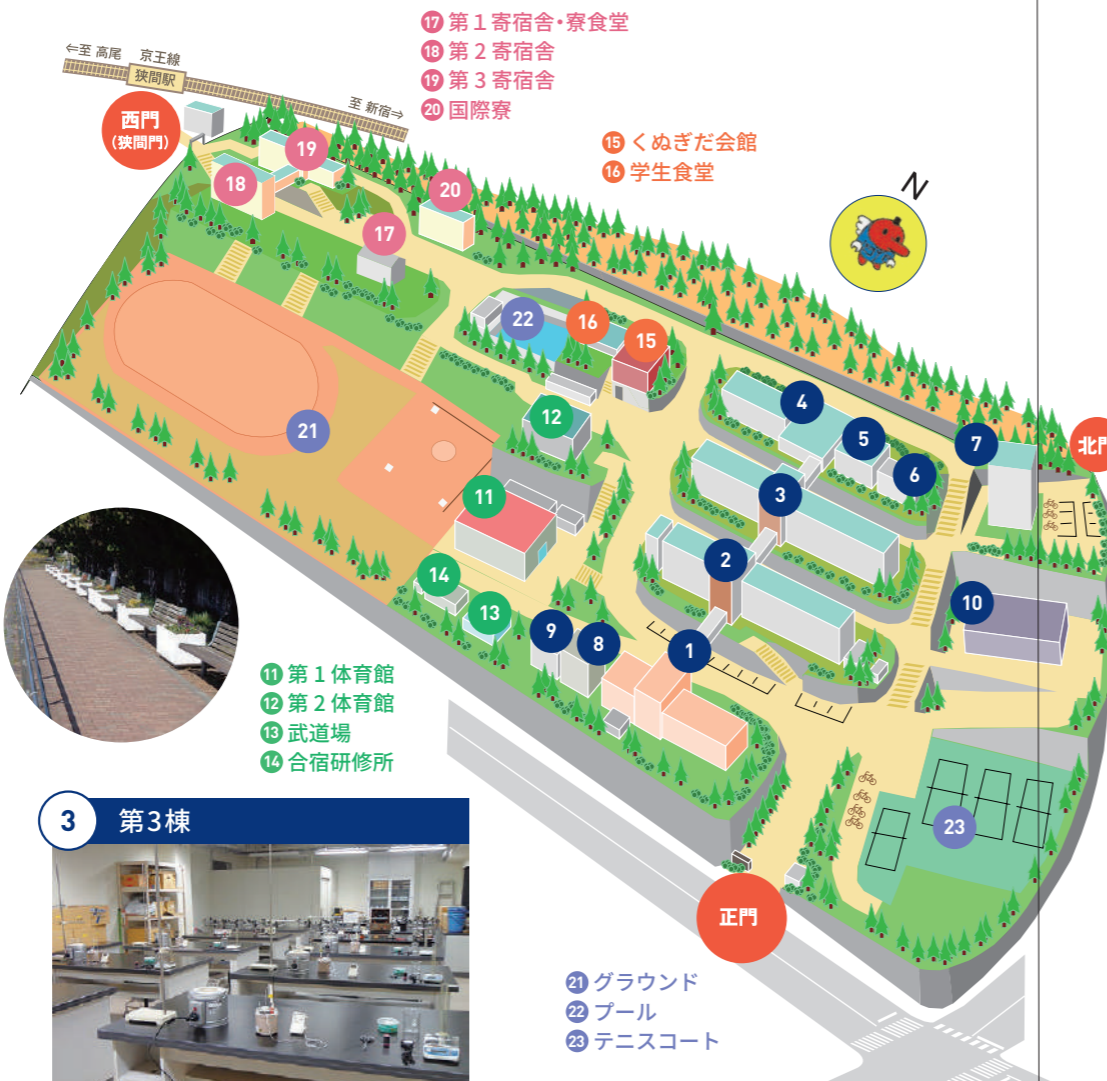 ⑰ 第1寄宿舎・寮食堂
⑱ 第2寄宿舎
⑲ 第3寄宿舎
⑳ 国際寮
⇐至 高尾 京王線
狭間駅
至 新宿⇒
西門
(狭間門)
⑮ くぬぎだ会館
⑯ 学生食堂
N
19
18
20
17
22
16
15
4
5
7
6
北門
12
3
21
11
2
10
14
13
9
8
1
⑪ 第1体育館
⑫ 第2体育館
⑬ 武道場
⑭ 合宿研修所
3 第3棟
23
正門
㉑ グラウンド
㉒ プール
㉓ テニスコート